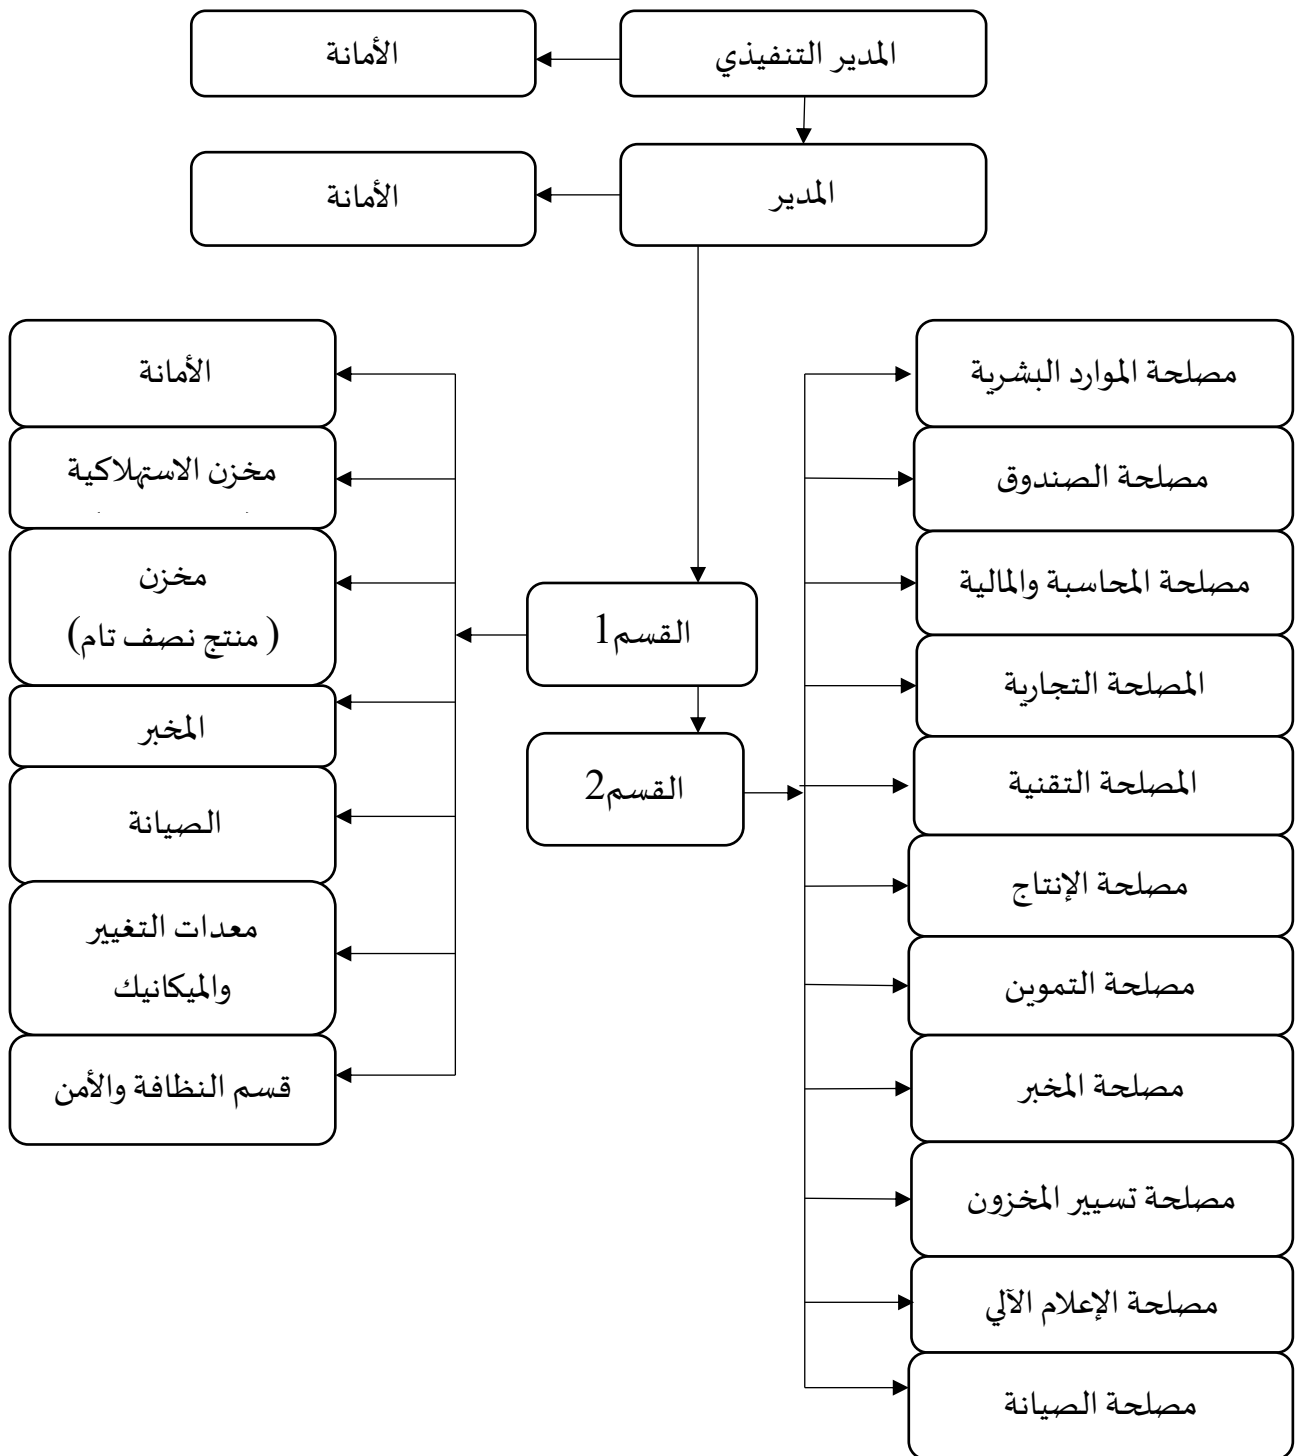 المدير التنفيذي
الأمانة
المدير
الأمانة
مصلحة الموارد البشرية
مصلحة الصندوق
مصلحة المحاسبة والمالية
المصلحة التجارية
المصلحة التقنية
مصلحة الإنتاج
مصلحة التموين
مصلحة المخبر
مصلحة تسيير المخزون
مصلحة الإعلام الآلي
مصلحة الصيانة
القسم1
القسم2
الأمانة
مخزن الاستهلاكية
مخزن
( منتج نصف تام)
المخبر
الصيانة
معدات التغيير
والميكانيك
قسم النظافة والأمن